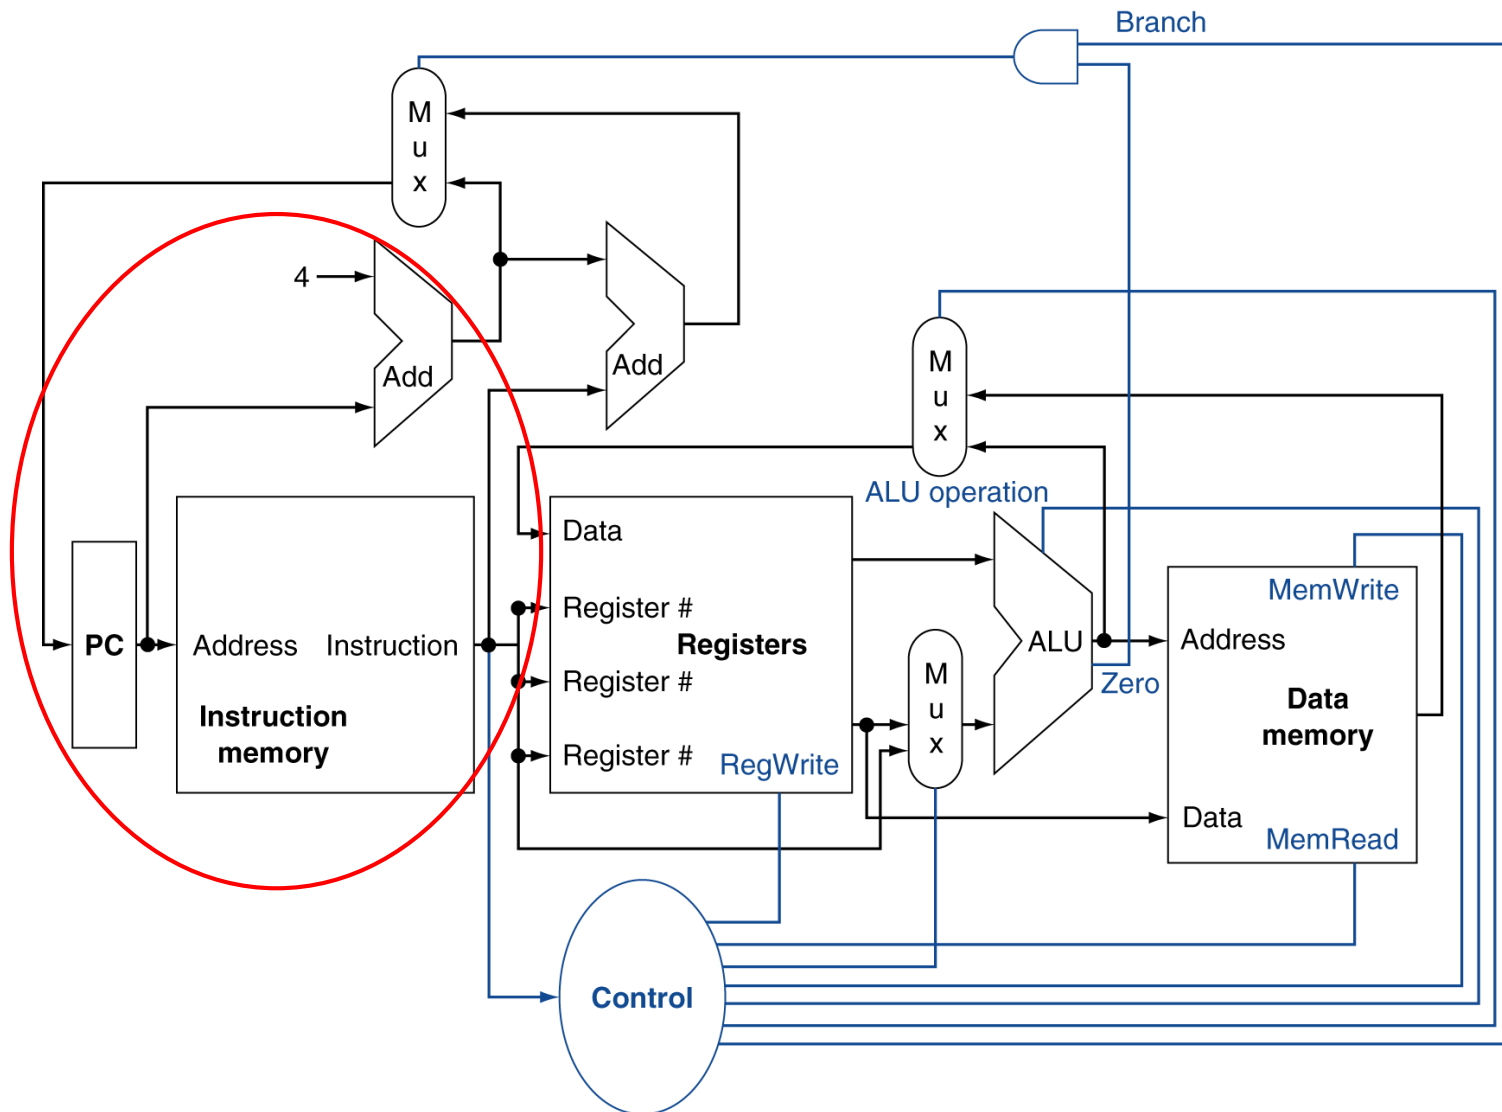 Branch
M
u
x
4
Add
Add
M
u
x
ALU operation
Data
Register #
Register #
Register #
Registers
RegWrite
PC
Address
Instruction
Instruction
memory
M
u
x
ALU
Zero
MemWrite
Address
Data
memory
Data
MemRead
Control